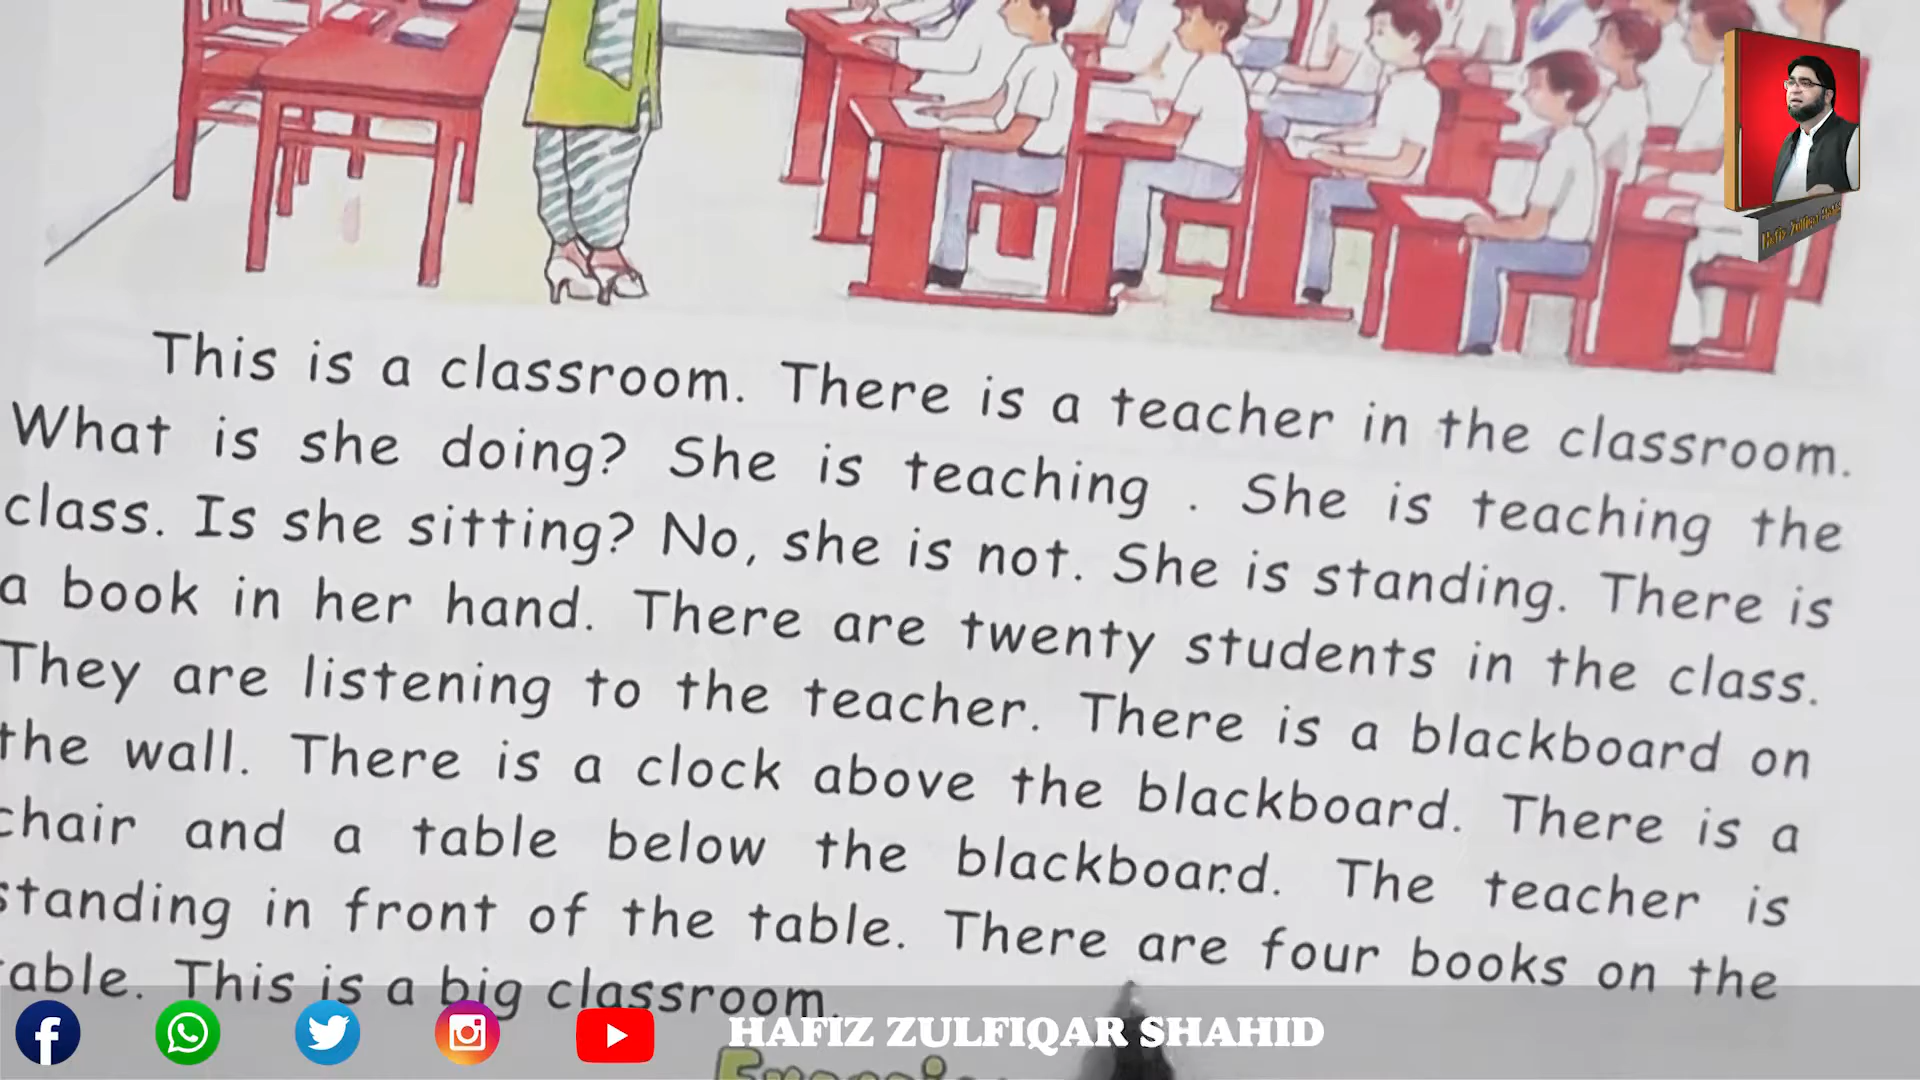 This is a classroom. There is a teacher in the classroom.
What is she doing? She is teaching . She is teaching the
class. Is she sitting? No, she is not. She is standing. There is
a book in her hand. There are twenty students in the class.
They are listening to the teacher. There is a blackboard on
the wall. There is a clock above the blackboard. There is a
chair and a table below the blackboard. The teacher is
standing in front of the table. There are four books on the
table. This is a big classroom.
HAFIZ ZULFIQAR SHAHID